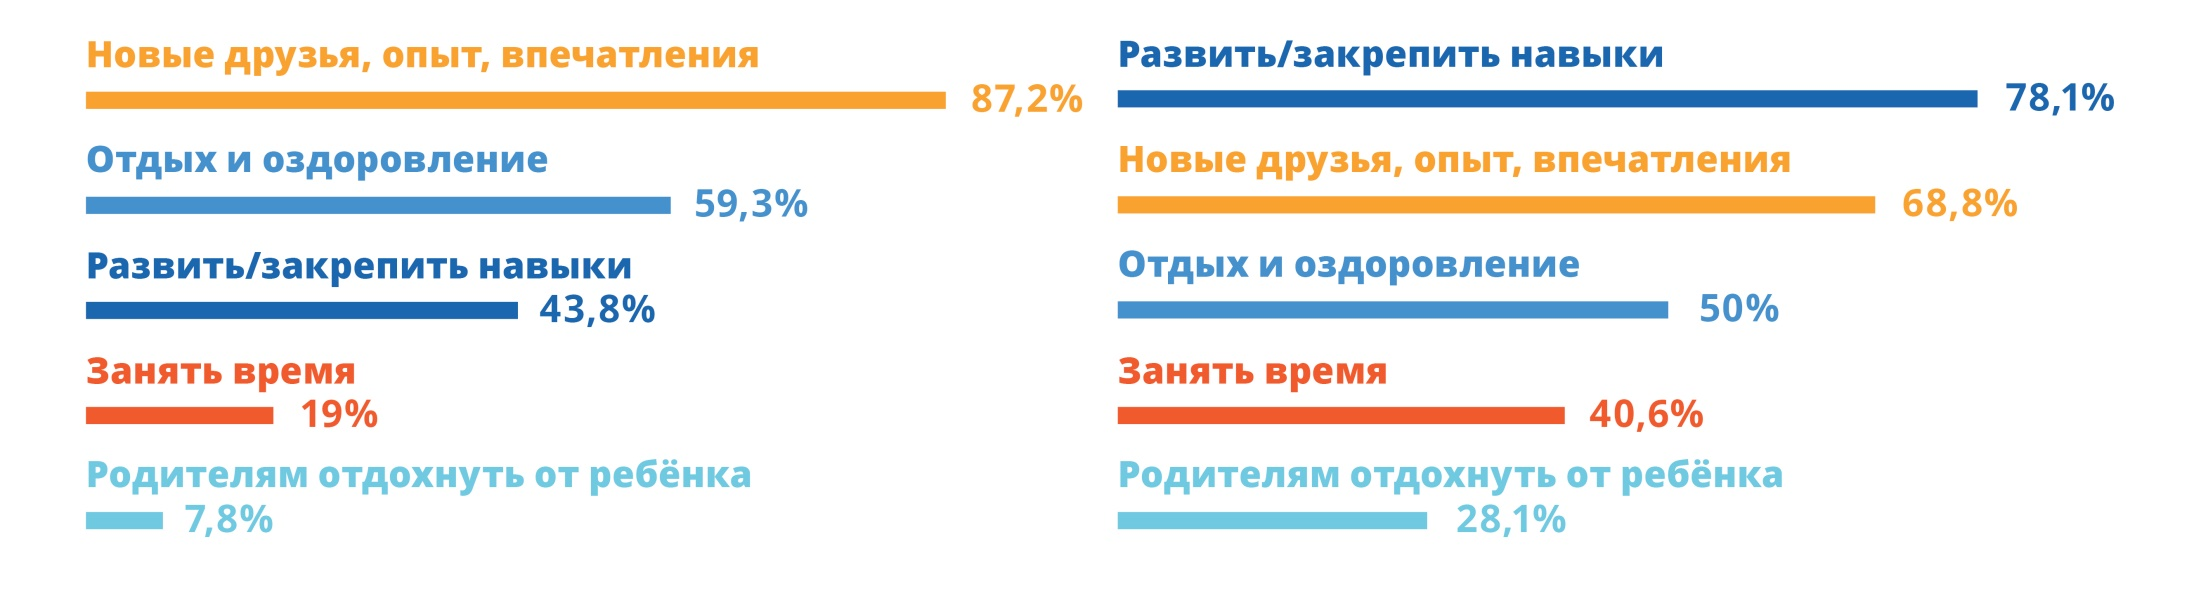 Новые друзья, опыт, впечатления
87,2%
Отдых и оздоровление
59,3%
Развить/закрепить навыки
43,8%
Занять время
19%
Родителям отдохнуть от ребёнка
7,8%
Развить/закрепить навыки
78,1%
Новые друзья, опыт, впечатления
68,8%
Отдых и оздоровление
50%
Занять время
40,6%
Родителям отдохнуть от ребёнка
28,1%